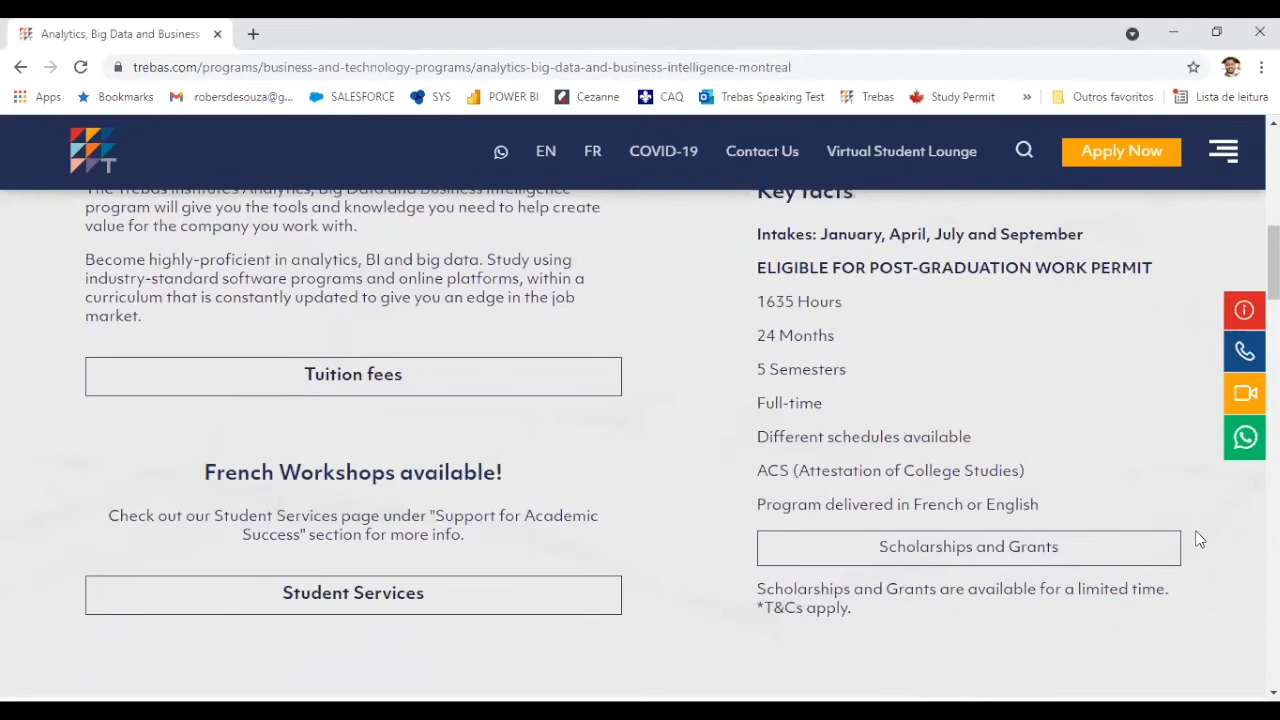 Analytics, Big Data and Business
trebas.com/programs/business-and-technology-programs/analytics-big-data-and-business-intelligence-montreal
Apps Bookmarks robersdesouza@g... SALESFORCE SYS POWER BI Cezanne CAQ Trebas Speaking Test Trebas Study Permit » Outros favoritos Lista de leitura
T EN FR COVID-19 Contact Us Virtual Student Lounge Apply Now
The Trebas Institutes Analytics, Big Data and Business Intelligence
program will give you the tools and knowledge you need to help create
value for the company you work with.
Become highly-proficient in analytics, BI and big data. Study using
industry-standard software programs and online platforms, within a
curriculum that is constantly updated to give you an edge in the job
market.
Tuition fees
French Workshops available!
Check out our Student Services page under "Support for Academic
Success" section for more info.
Student Services
Key facts
Intakes: January, April, July and September
ELIGIBLE FOR POST-GRADUATION WORK PERMIT
1635 Hours
24 Months
5 Semesters
Full-time
Different schedules available
ACS (Attestation of College Studies)
Program delivered in French or English
Scholarships and Grants
Scholarships and Grants are available for a limited time.
*T&Cs apply.